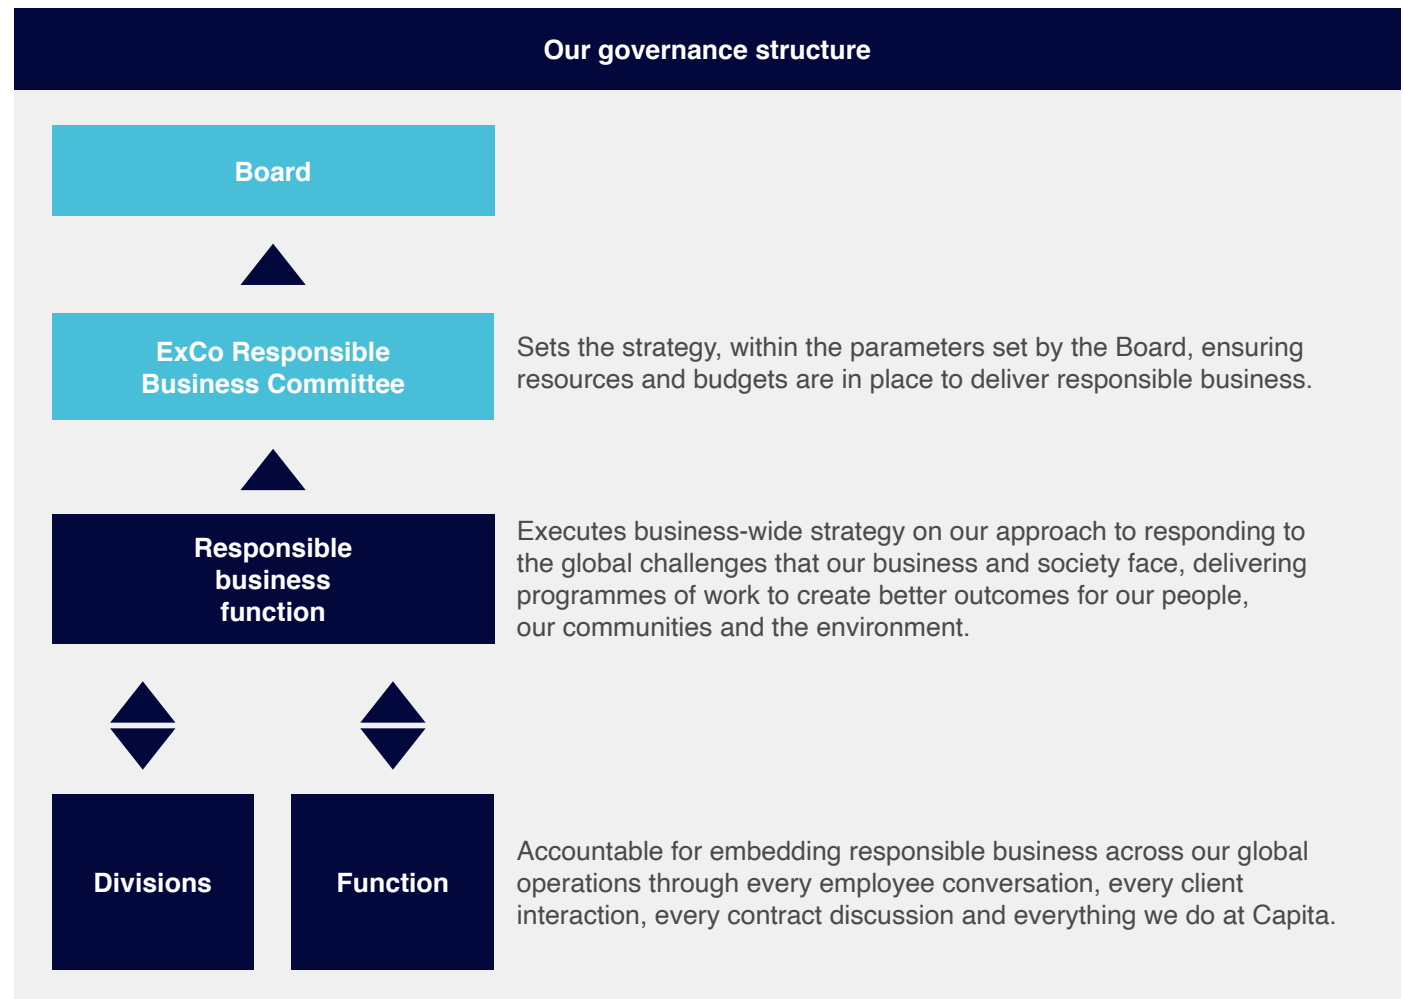 Our governance structure
Board
ExCo Responsible
Business Committee
Sets the strategy, within the parameters set by the Board, ensuring
resources and budgets are in place to deliver responsible business.
Responsible
business
function
Executes business-wide strategy on our approach to responding to
the global challenges that our business and society face, delivering
programmes of work to create better outcomes for our people,
our communities and the environment.
Divisions
Function
Accountable for embedding responsible business across our global
operations through every employee conversation, every client
interaction, every contract discussion and everything we do at Capita.